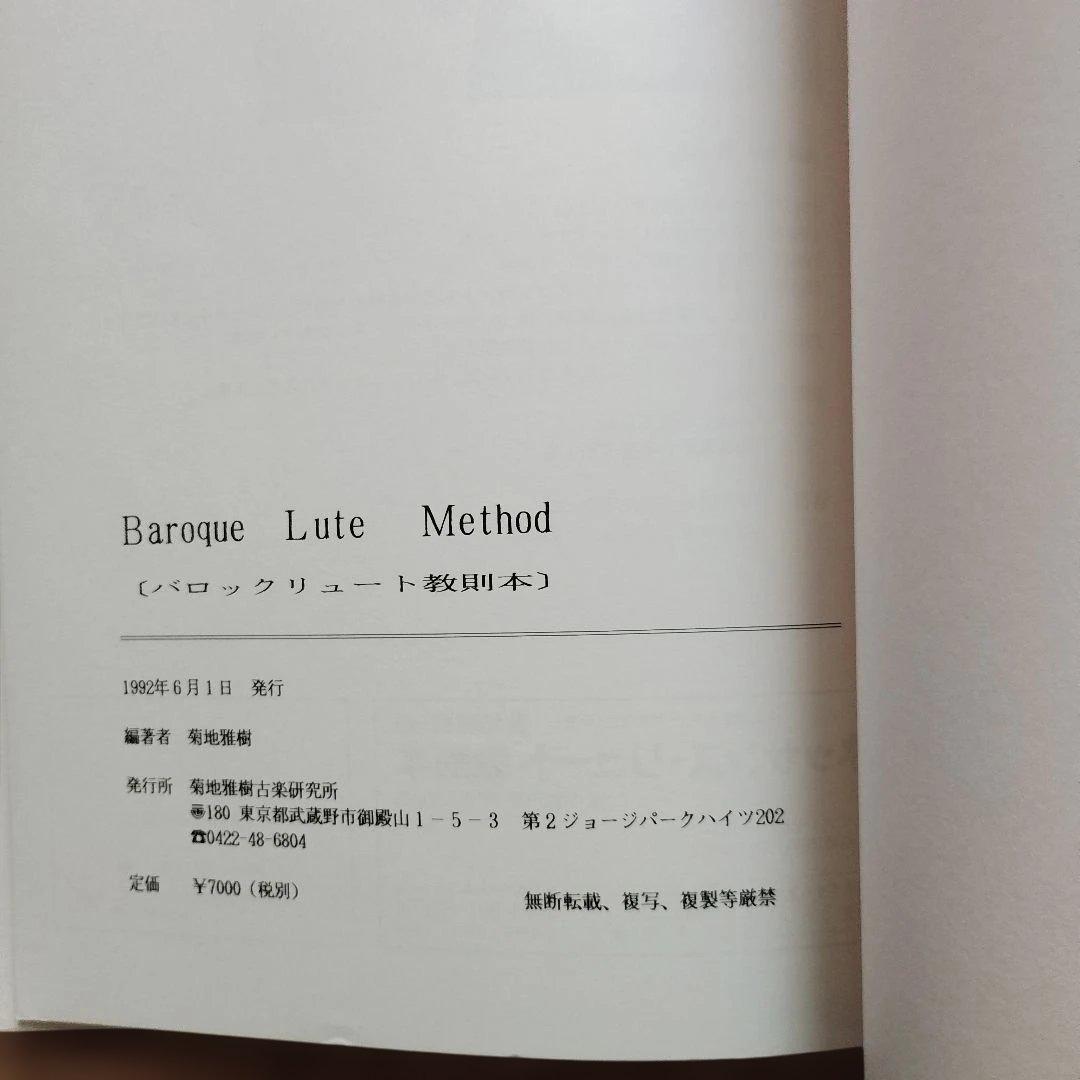 Baroque Lute Method
〔バロックリュート教則本〕
1992年6月1日 発行
編著者 菊地雅樹
発行所 菊地雅樹古楽研究所
〠180 東京都武蔵野市御殿山1-5-3 第2ジョージパークハイツ202
☎0422-48-6804
定価 ¥7000(税別)
無断転載、複写、複製等厳禁